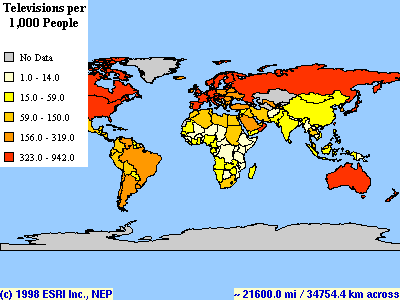 Televisions per
1,000 People
No Data
1.0 - 14.0
15.0 - 59.0
59.0 - 150.0
156.0 - 319.0
323.0 - 942.0
(c) 1998 ESRI Inc., NEP
~ 21600.0 mi / 34754.4 km across